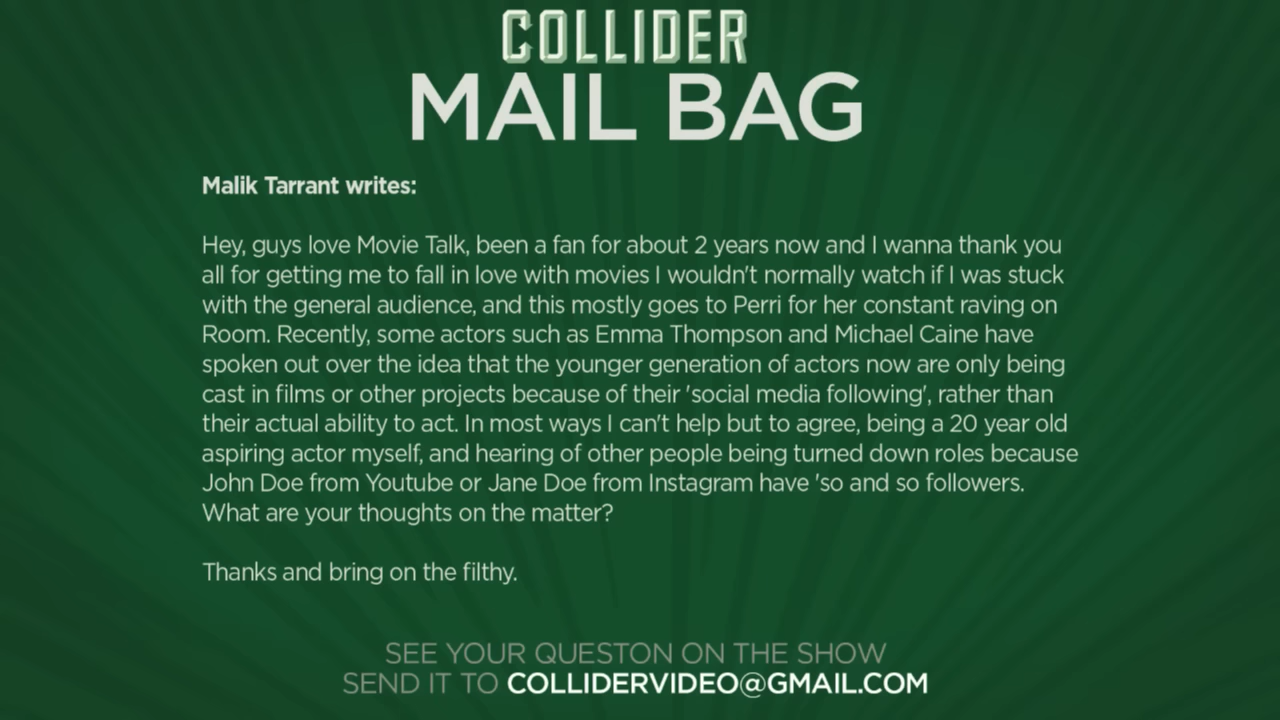 COLLIDER
MAIL BAG
Malik Tarrant writes:
Hey, guys love Movie Talk, been a fan for about 2 years now and I wanna thank you
all for getting me to fall in love with movies I wouldn't normally watch if I was stuck
with the general audience, and this mostly goes to Perri for her constant raving on
Room. Recently, some actors such as Emma Thompson and Michael Caine have
spoken out over the idea that the younger generation of actors now are only being
cast in films or other projects because of their 'social media following', rather than
their actual ability to act. In most ways I can't help but to agree, being a 20 year old
aspiring actor myself, and hearing of other people being turned down roles because
John Doe from Youtube or Jane Doe from Instagram have 'so and so followers.
What are your thoughts on the matter?
Thanks and bring on the filthy.
SEE YOUR QUESTON ON THE SHOW
SEND IT TO COLLIDERVIDEO@GMAIL.COM